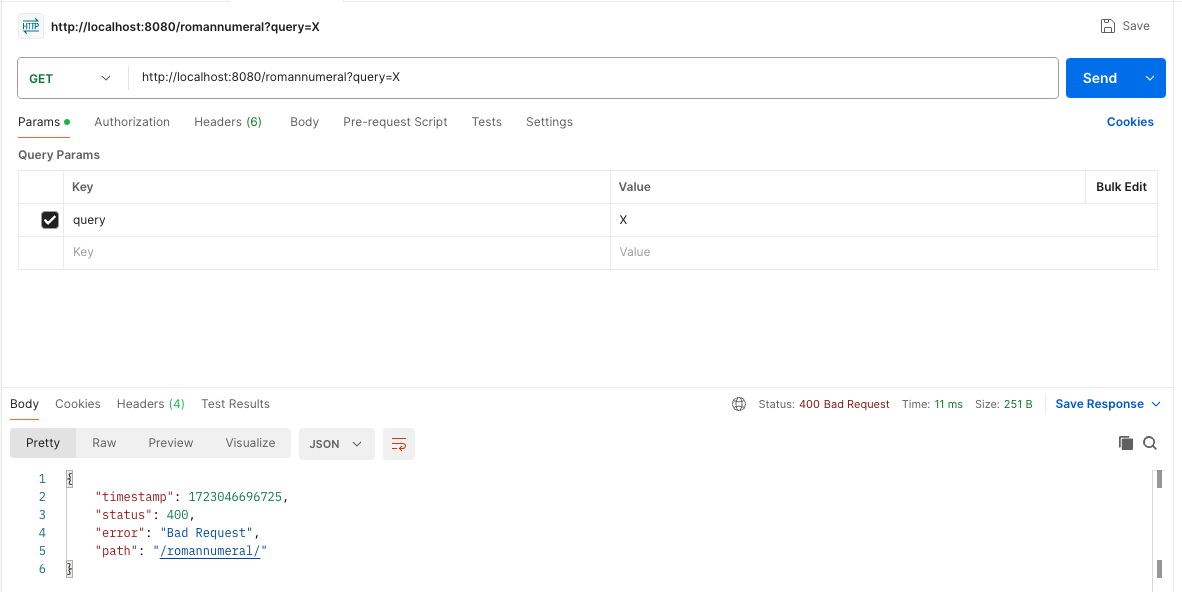 HTTP http://localhost:8080/romannumeral?query=X Save
GET http://localhost:8080/romannumeral?query=X Send
Params Authorization Headers (6) Body Pre-request Script Tests Settings Cookies
Query Params
Key Value Bulk Edit
query X
Key Value
Body Cookies Headers (4) Test Results Status: 400 Bad Request Time: 11 ms Size: 251 B Save Response
Pretty Raw Preview Visualize JSON
1 {
2 "timestamp": 1723046696725,
3 "status": 400,
4 "error": "Bad Request",
5 "path": "/romannumeral/"
6 }